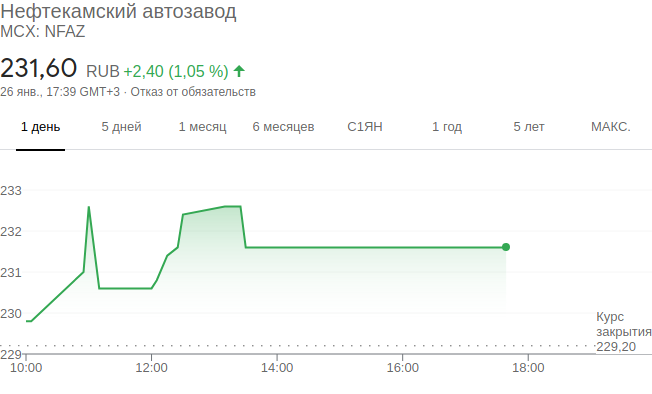 Нефтекамский автозавод
MCX: NFAZ
231,60 RUB +2,40 (1,05 %)
26 янв., 17:39 GMT+3 · Отказ от обязательств
1 день 5 дней 1 месяц 6 месяцев С1ЯН 1 год 5 лет МАКС.
233
232
231
230
Курс
закрытия
229,20
229
10:00 12:00 14:00 16:00 18:00